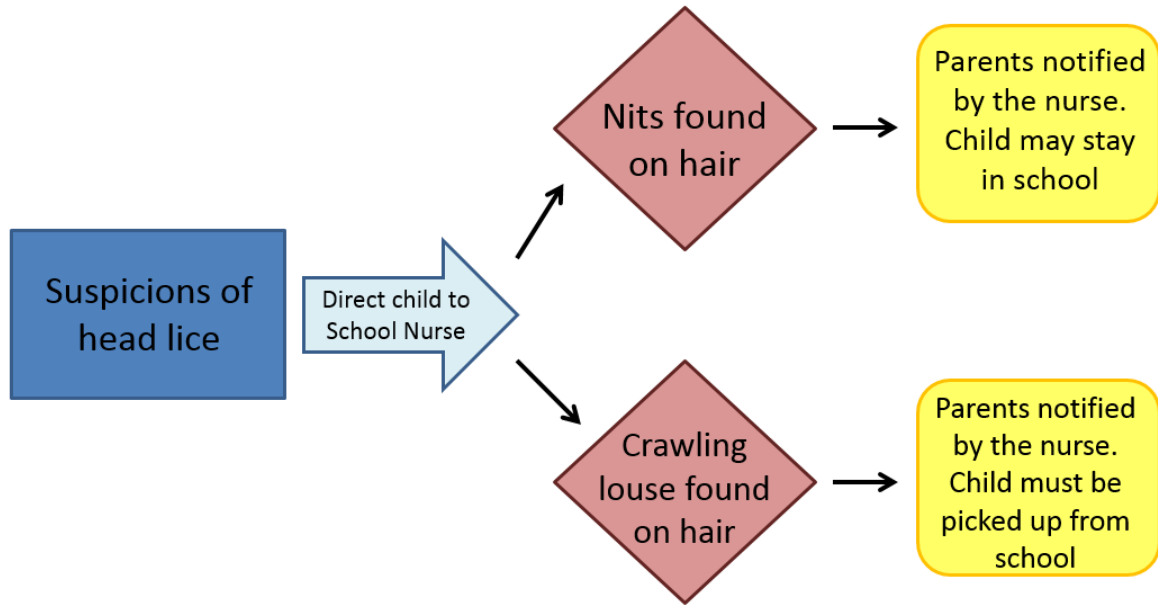 Suspicions of
head lice
Direct child to
School Nurse
Nits found
on hair
Parents notified
by the nurse.
Child may stay
in school
Crawling
louse found
on hair
Parents notified
by the nurse.
Child must be
picked up from
school